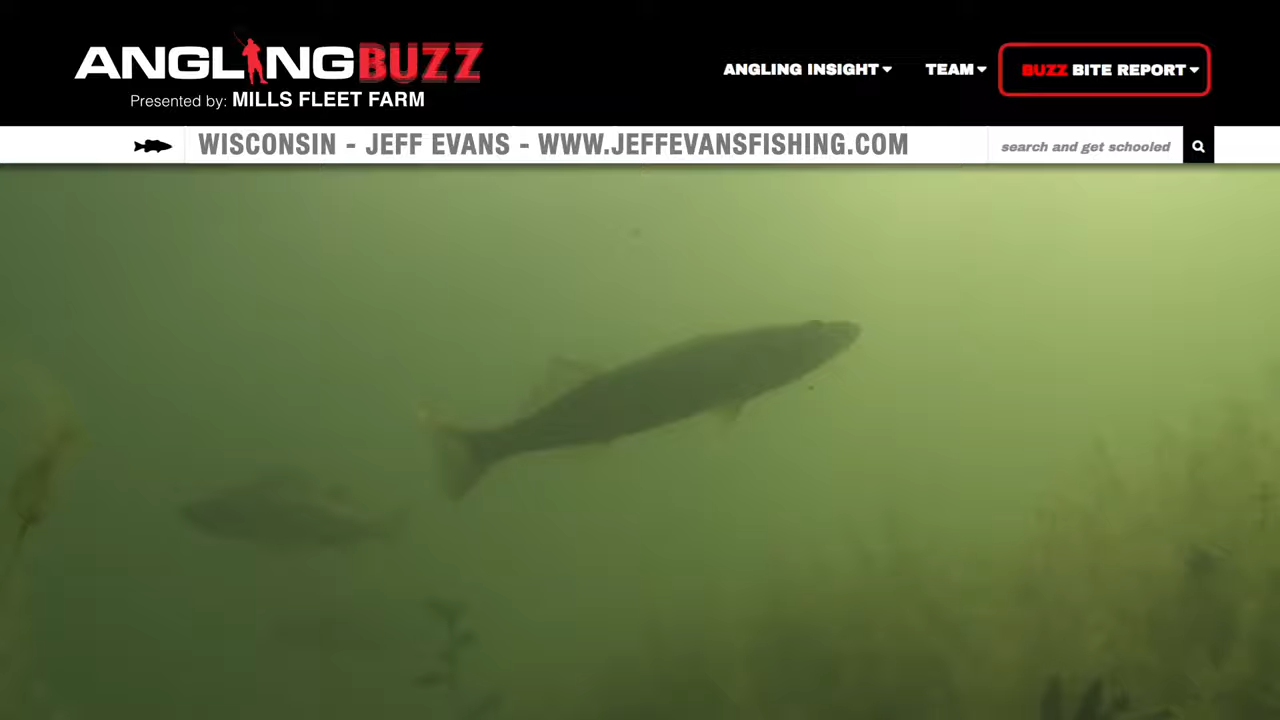 ANGLINGBUZZ
Presented by: MILLS FLEET FARM
ANGLING INSIGHT TEAM BUZZ BITE REPORT
WISCONSIN - JEFF EVANS - WWW.JEFFEVANSFISHING.COM
search and get schooled